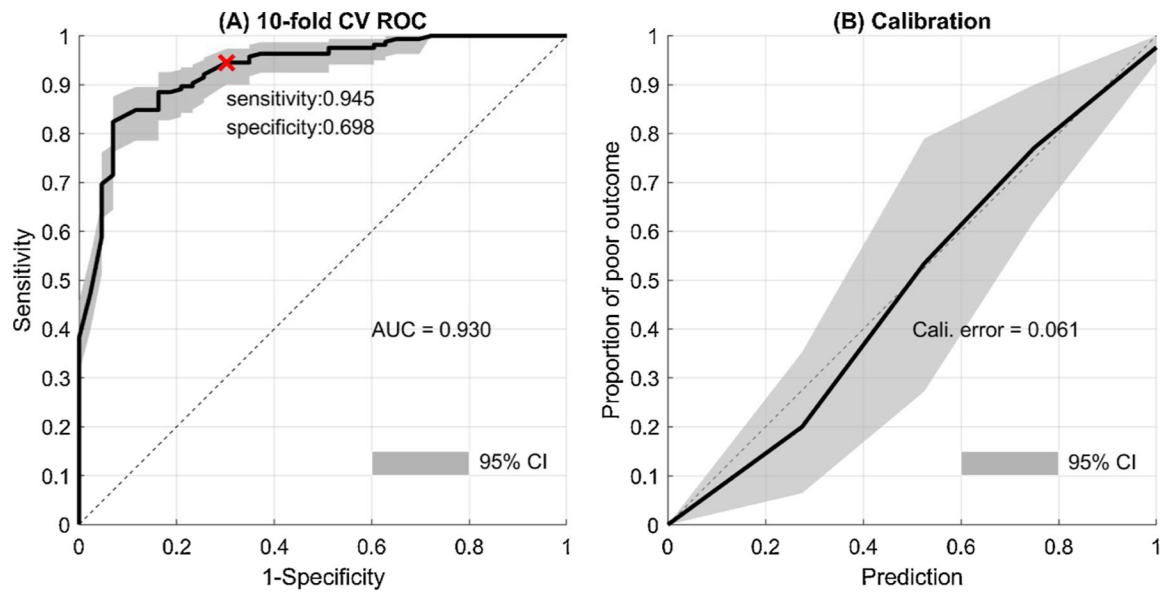 (A) 10-fold CV ROC
1
0.9
0.8
0.7
0.6
0.5
0.4
0.3
0.2
0.1
0
Sensitivity
sensitivity:0.945
specificity:0.698
AUC = 0.930
95% CI
0
0.2
0.4
0.6
0.8
1
1-Specificity
(B) Calibration
1
0.9
0.8
0.7
0.6
0.5
0.4
0.3
0.2
0.1
0
Proportion of poor outcome
Cali. error = 0.061
95% CI
0
0.2
0.4
0.6
0.8
1
Prediction